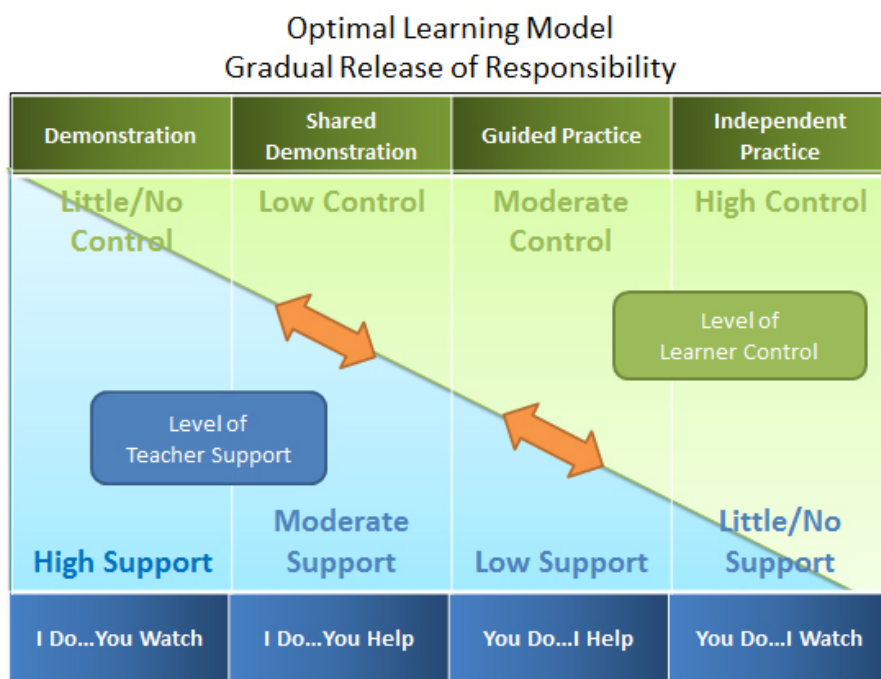 Optimal Learning Model
Gradual Release of Responsibility
Demonstration
Shared
Demonstration
Guided Practice
Independent
Practice
Little/No
Control
Low Control
Moderate
Control
High Control
Level of
Learner Control
Level of
Teacher Support
High Support
Moderate
Support
Low Support
Little/No
Support
I Do...You Watch
I Do...You Help
You Do...I Help
You Do...I Watch